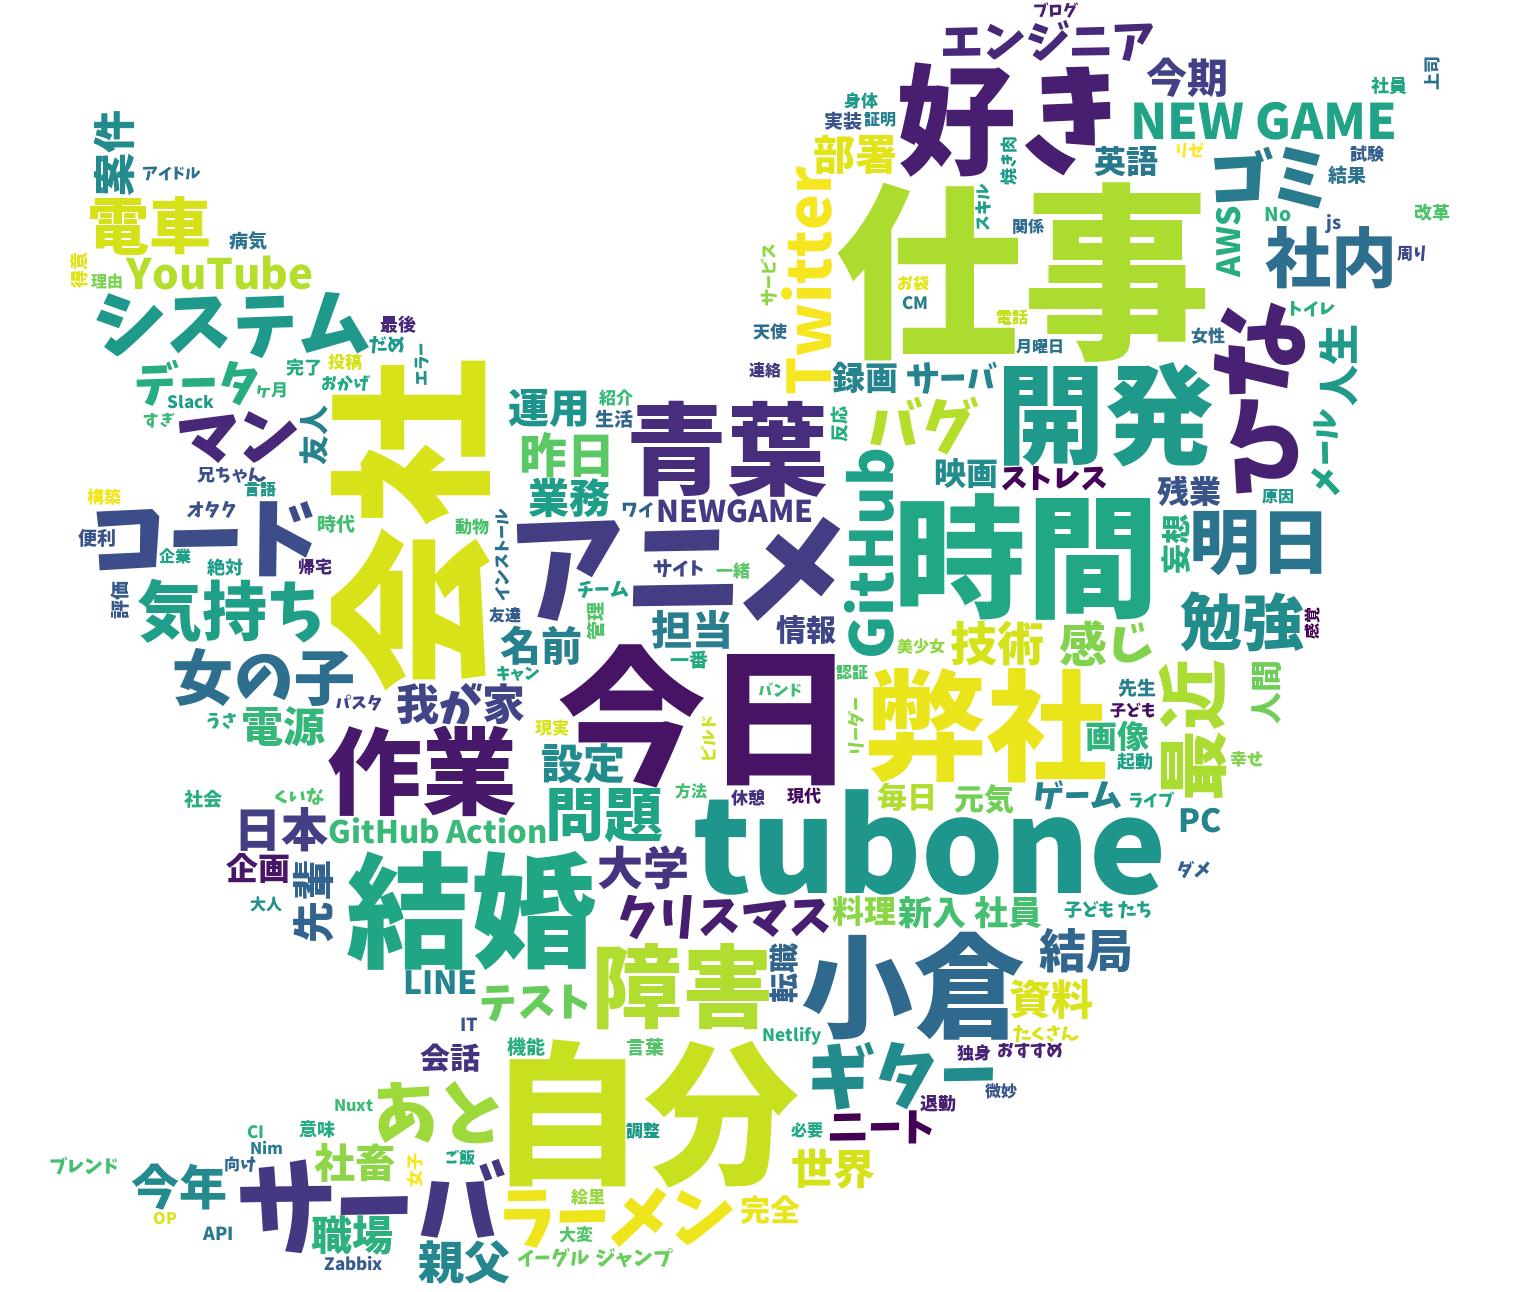 ブログ
エンジニア
好き
今期
上司
社員
NEW GAME
身体
実装
証明
部署
焼き肉
英語
リゼ
ゴミ
試験
結果
案件
アイドル
電車
病気
得意
理由
YouTube
Twitter
仕事
スキル
関係
AWS
No
js
改革
社内
周り
サービス
お袋
CM
電話
天使
月曜日
女性
トイレ
なら
人生
システム
最後
だめ
エラー
データ
完了
投稿
おかげ
ケ月
Slack
すぎ
マン
友人
会社
連絡
録画
サーバ
開発
運用
紹介
生活
青葉
反応
バグ
メール
昨日
業務
映画
ストレス
残業
原因
兄ちゃん
言語
構築
オタク
コード
時代
便利
企業
絶対
帰宅
動物
インストール
ワイ
NEWGAME
アニメ
サイト
一緒
GitHub
時間
妄想
明日
評価
気持ち
チーム
友達
管理
名前
担当
情報
勉強
感覚
美少女
技術
感じ
女の子
キャン
一番
認証
パスタ
我が家
うさ
電源
現実
今日
バンド
ビルド
リーダー
弊社
先生
子ども
画像
起動
最近
人間
幸せ
作業
設定
方法
休憩
現代
毎日
元気
ゲーム
ライブ
社会
くいな
日本
GitHub Action
問題
tubone
PC
企画
先輩
大人
結婚
大学
ダメ
クリスマス
料理
新入 社員
子ども たち
LINE
テスト
障害
転職
小倉
結局
資料
たくさん
IT
会話
機能
言葉
Netlify
ギター
独身
おすすめ
微妙
退勤
Nuxt
あと
自分
調整
必要
ニート
CI
意味
Nim
ブレンド
今年
向け
社畜
女子
ご飯
世界
サーバ
OP
API
職場
ラーメン
絵里
完全
大変
Zabbix
親父
イーグル ジャンプ